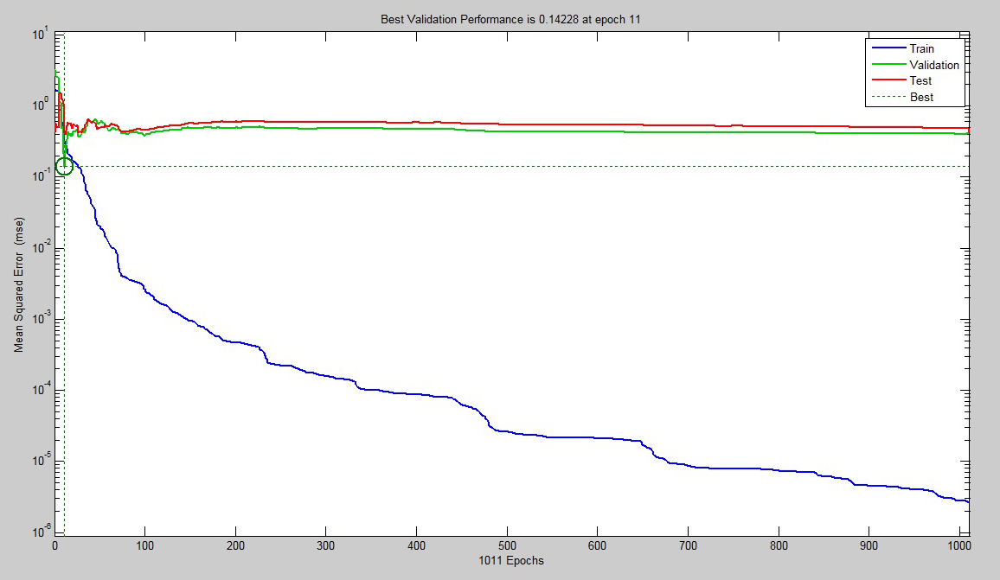 Best Validation Performance is 0.14228 at epoch 11
Mean Squared Error (mse)
10^1
10^0
10^-1
10^-2
10^-3
10^-4
10^-5
10^-6
Train
Validation
Test
Best
0 100 200 300 400 500 600 700 800 900 1000
1011 Epochs